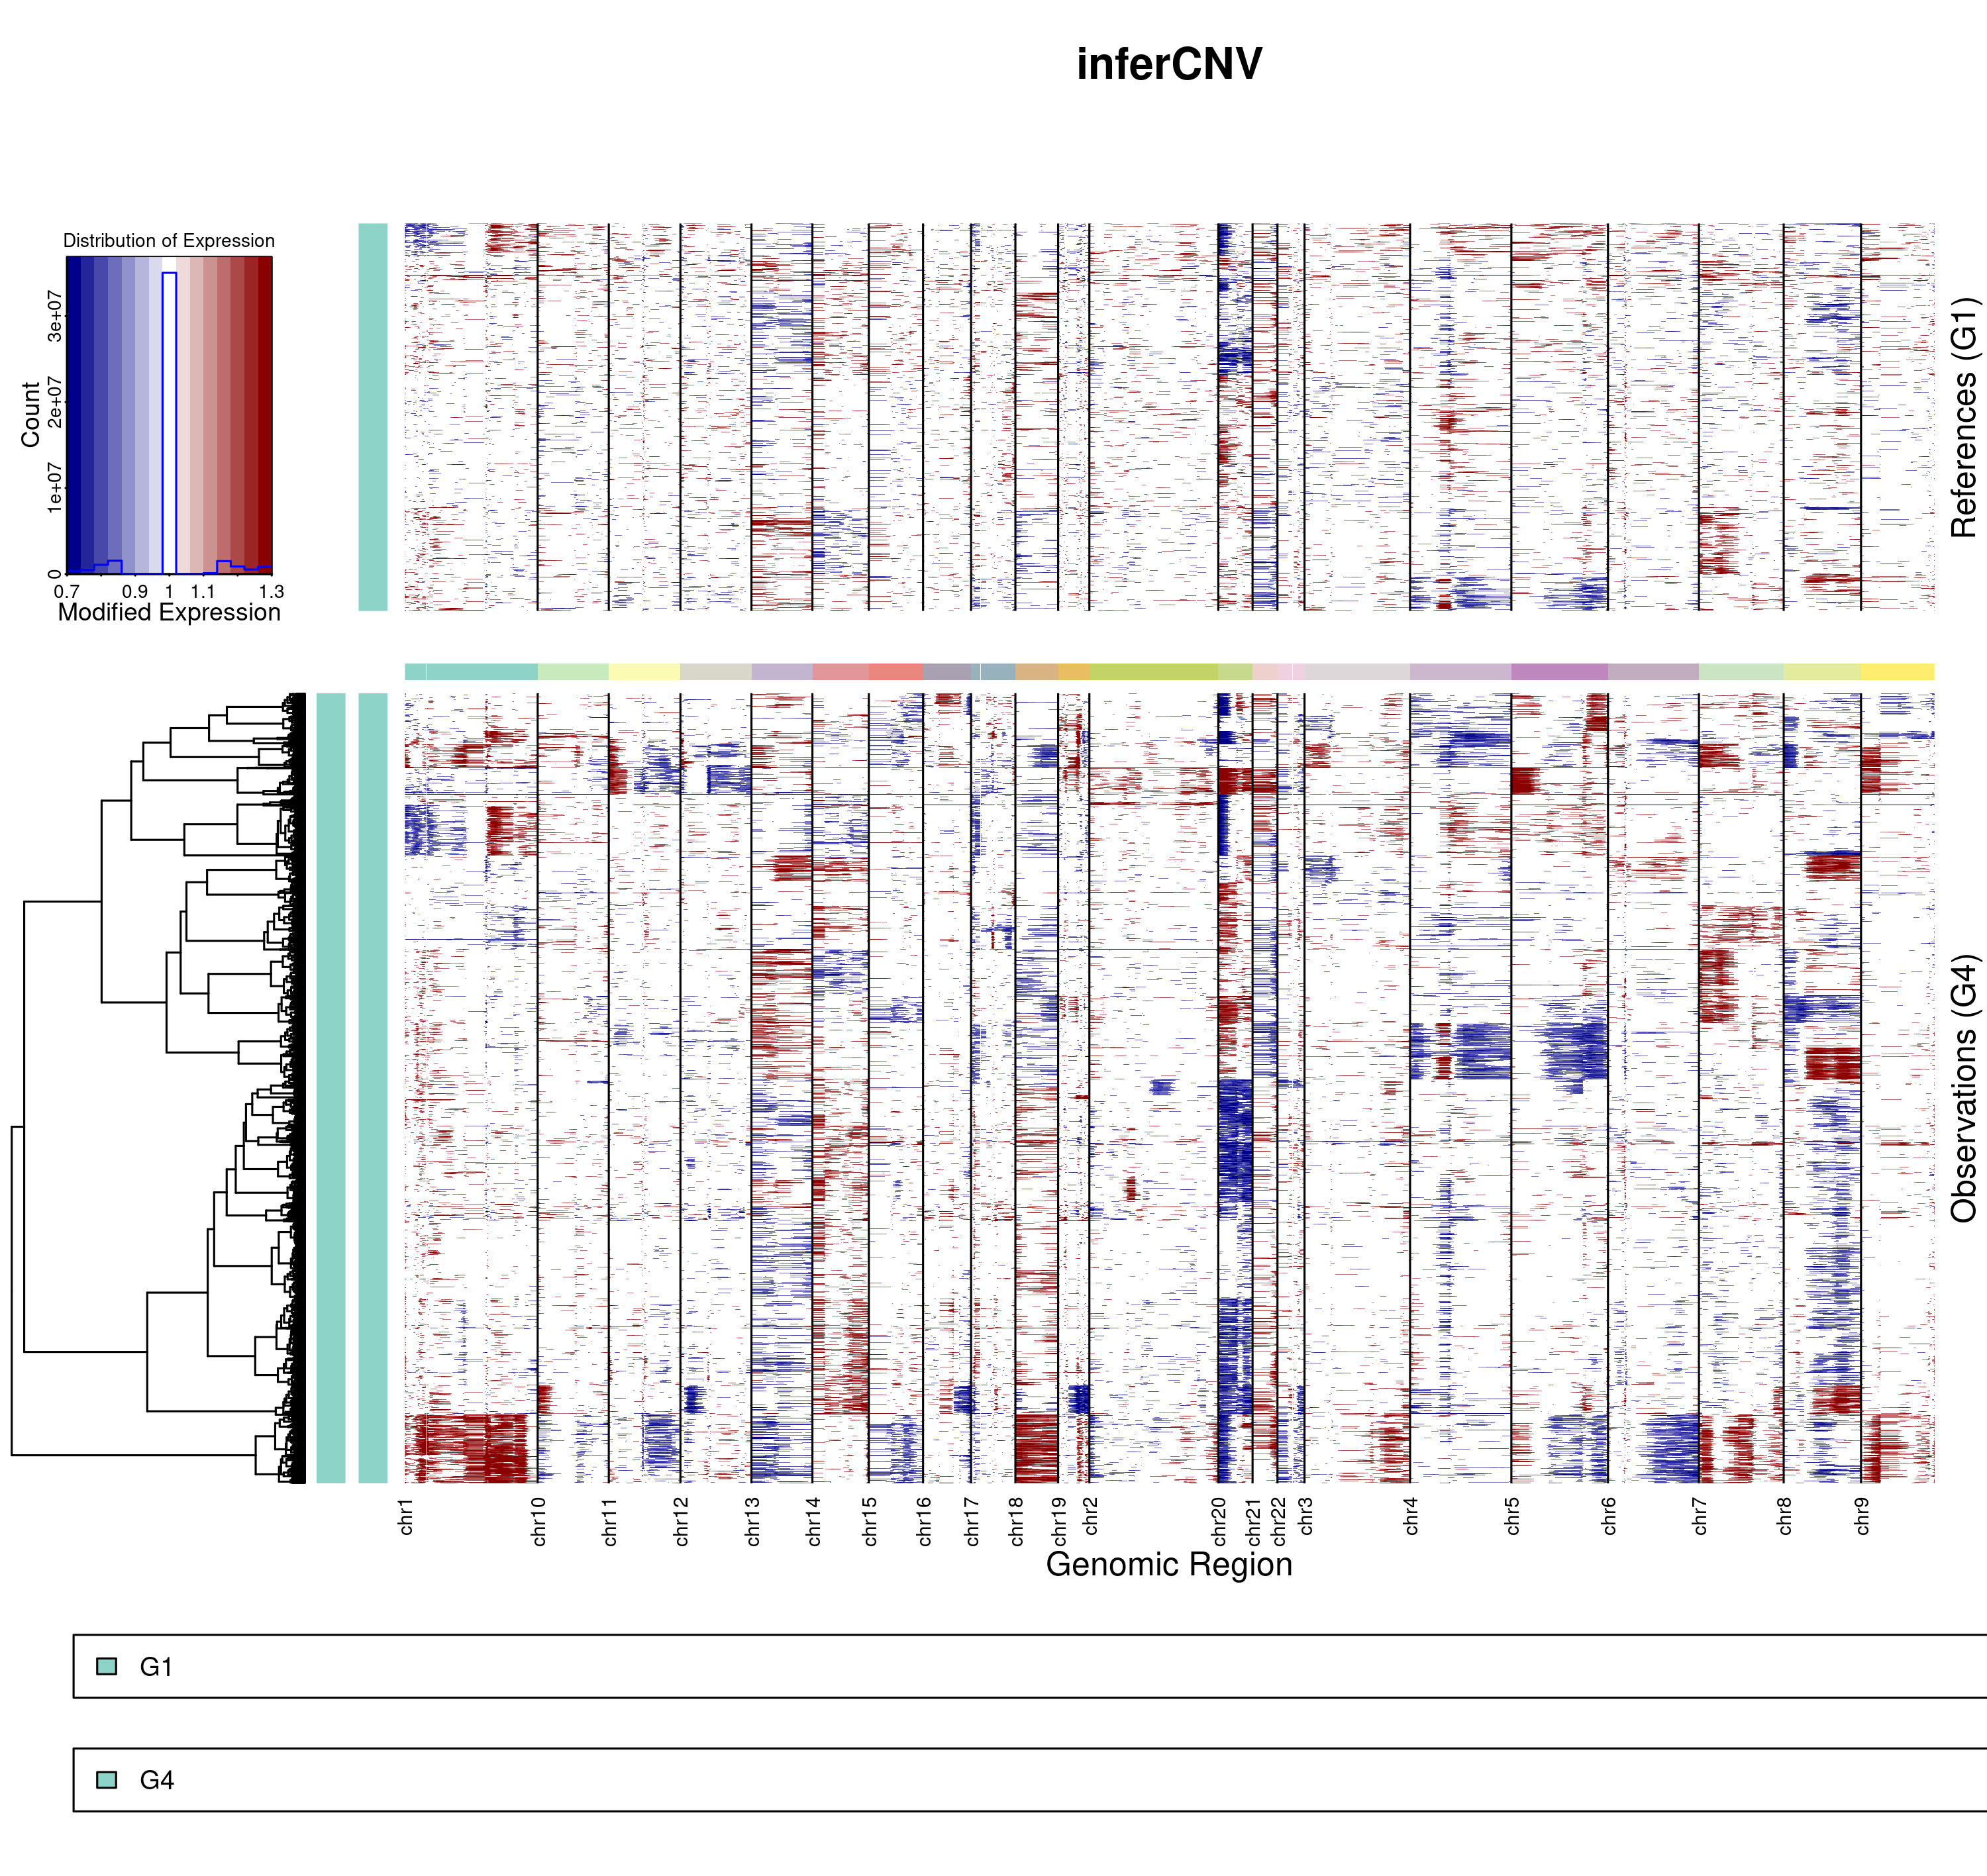 inferCNV
Distribution of Expression
Count
0 1e+07 2e+07 3e+07
0.7 0.9 1 1.1 1.3
Modified Expression
References (G1)
Observations (G4)
chr1 chr10 chr11 chr12 chr13 chr14 chr15 chr16 chr17 chr18 chr19 chr2 chr20 chr21 chr22 chr3 chr4 chr5 chr6 chr7 chr8 chr9
Genomic Region
G1
G4